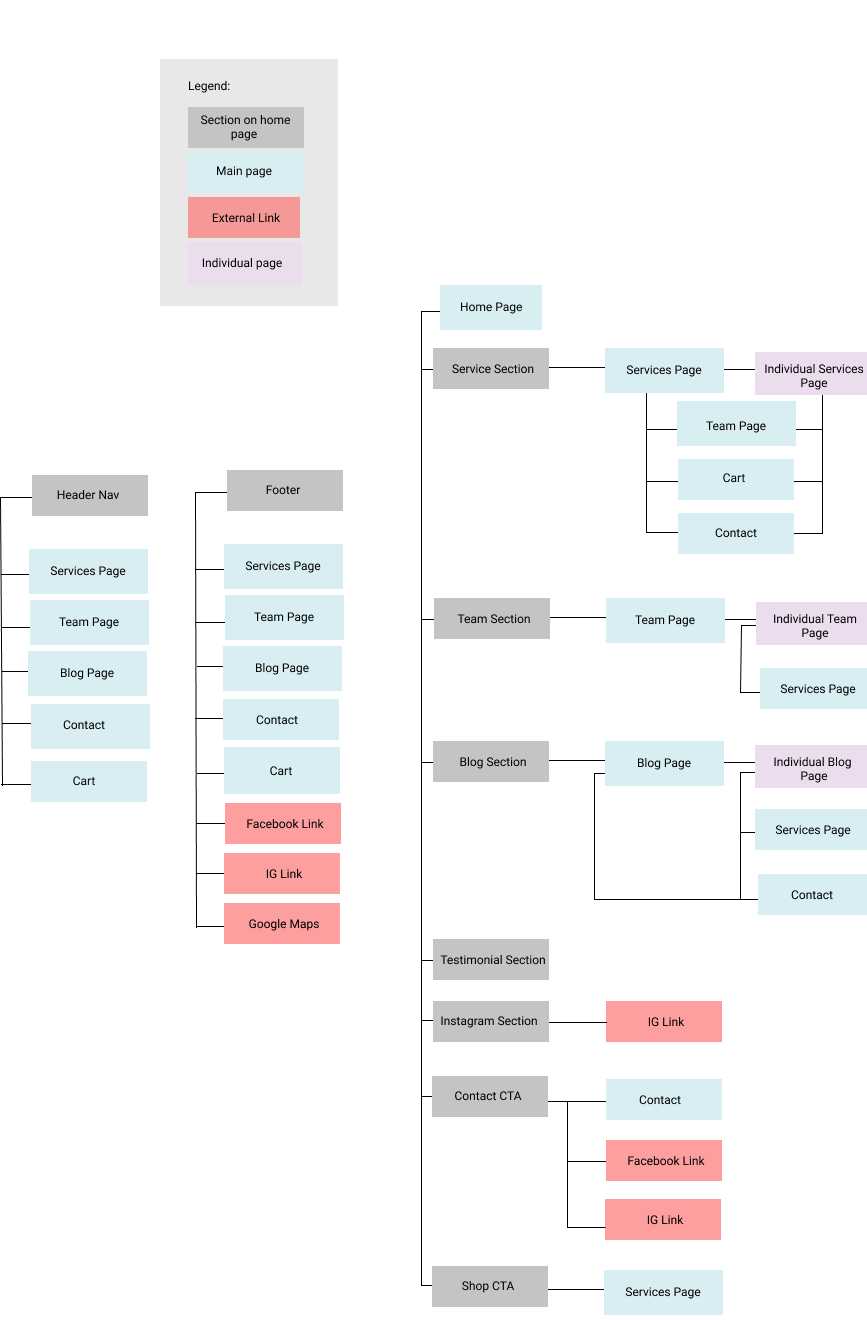 Legend:
Section on home
page
Main page
External Link
Individual page
Header Nav
Services Page
Team Page
Blog Page
Contact
Cart
Footer
Services Page
Team Page
Blog Page
Contact
Cart
Facebook Link
IG Link
Google Maps
Home Page
Service Section
Services Page
Individual Services
Page
Team Page
Cart
Contact
Team Section
Team Page
Individual Team
Page
Services Page
Blog Section
Blog Page
Individual Blog
Page
Services Page
Contact
Testimonial Section
Instagram Section
IG Link
Contact CTA
Contact
Facebook Link
IG Link
Shop CTA
Services Page